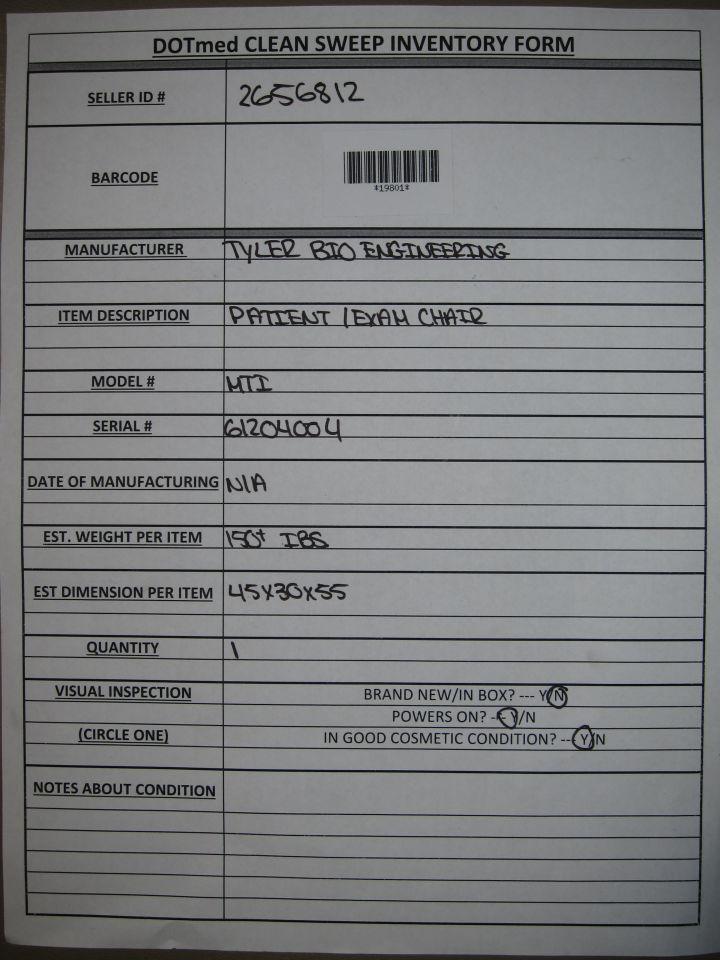 DOTmed CLEAN SWEEP INVENTORY FORM
SELLER ID # 2656812
BARCODE
*19801*
MANUFACTURER TYLER BIO ENGINEERING
ITEM DESCRIPTION PATIENT / EXAM CHAIR
MODEL # MTI
SERIAL # 61204004
DATE OF MANUFACTURING N/A
EST. WEIGHT PER ITEM 150+ IBS
EST DIMENSION PER ITEM 45X30X55
QUANTITY 1
VISUAL INSPECTION BRAND NEW/IN BOX? --- Y/N
POWERS ON? --- Y/N
(CIRCLE ONE) IN GOOD COSMETIC CONDITION? --- Y/N
NOTES ABOUT CONDITION